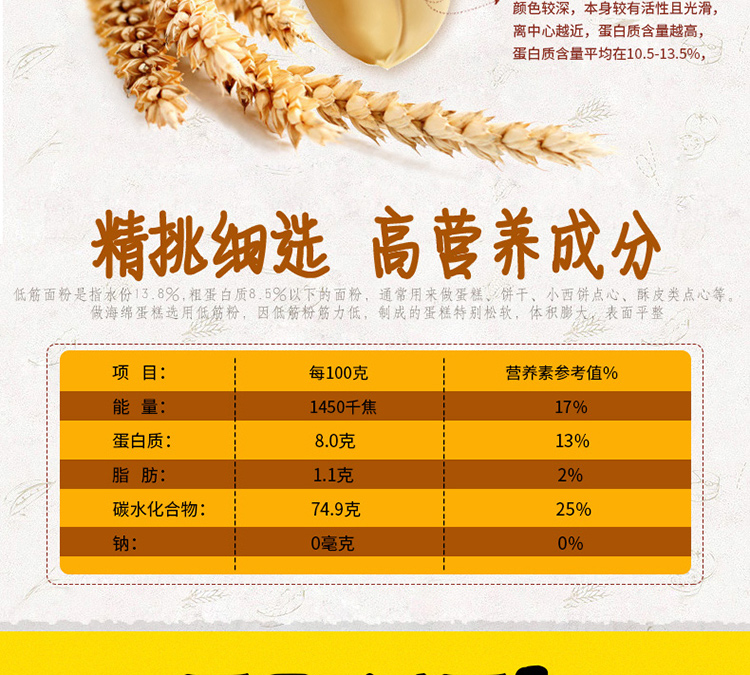 颜色较深，本身较有活性且光滑，
离中心越近，蛋白质含量越高，
蛋白质含量平均在10.5-13.5%，
精挑细选 高营养成分
低筋面粉是指水份13.8%,粗蛋白质8.5%以下的面粉，通常用来做蛋糕、饼干、小西饼点心、酥皮类点心等。
做海绵蛋糕选用低筋粉，因低筋粉筋力低，制成的蛋糕特别松软，体积膨大，表面平整
项 目： 每100克 营养素参考值%
能 量： 1450千焦 17%
蛋白质： 8.0克 13%
脂 肪： 1.1克 2%
碳水化合物： 74.9克 25%
钠： 0毫克 0%